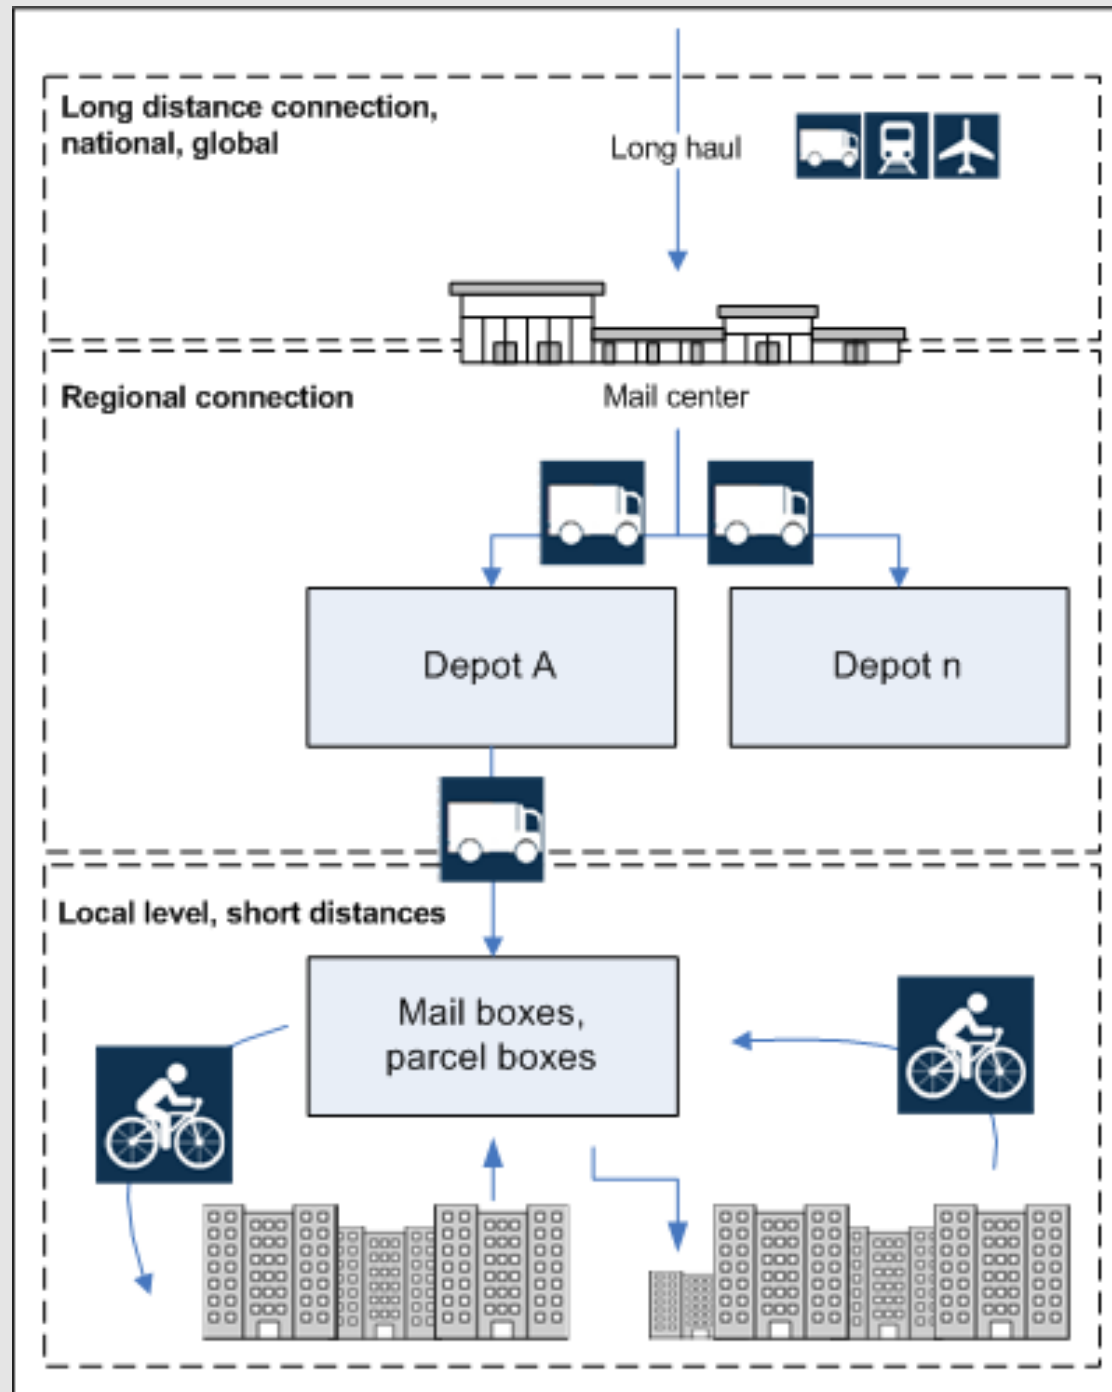 Long distance connection,
national, global
Long haul
Regional connection
Mail center
Depot A
Depot n
Local level, short distances
Mail boxes,
parcel boxes